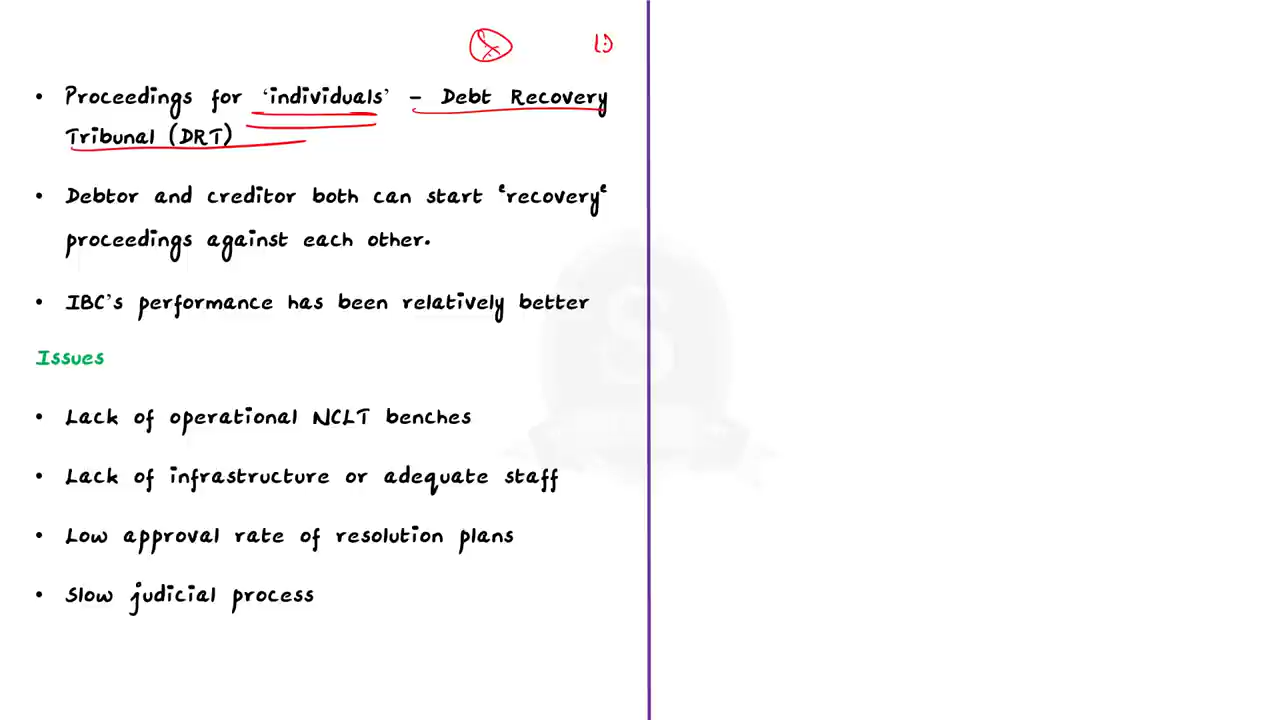 • Proceedings for 'individuals' - Debt Recovery
Tribunal (DRT)
• Debtor and creditor both can start "recovery"
proceedings against each other.
• IBC's performance has been relatively better
Issues
• Lack of operational NCLT benches
• Lack of infrastructure or adequate staff
• Low approval rate of resolution plans
• Slow judicial process